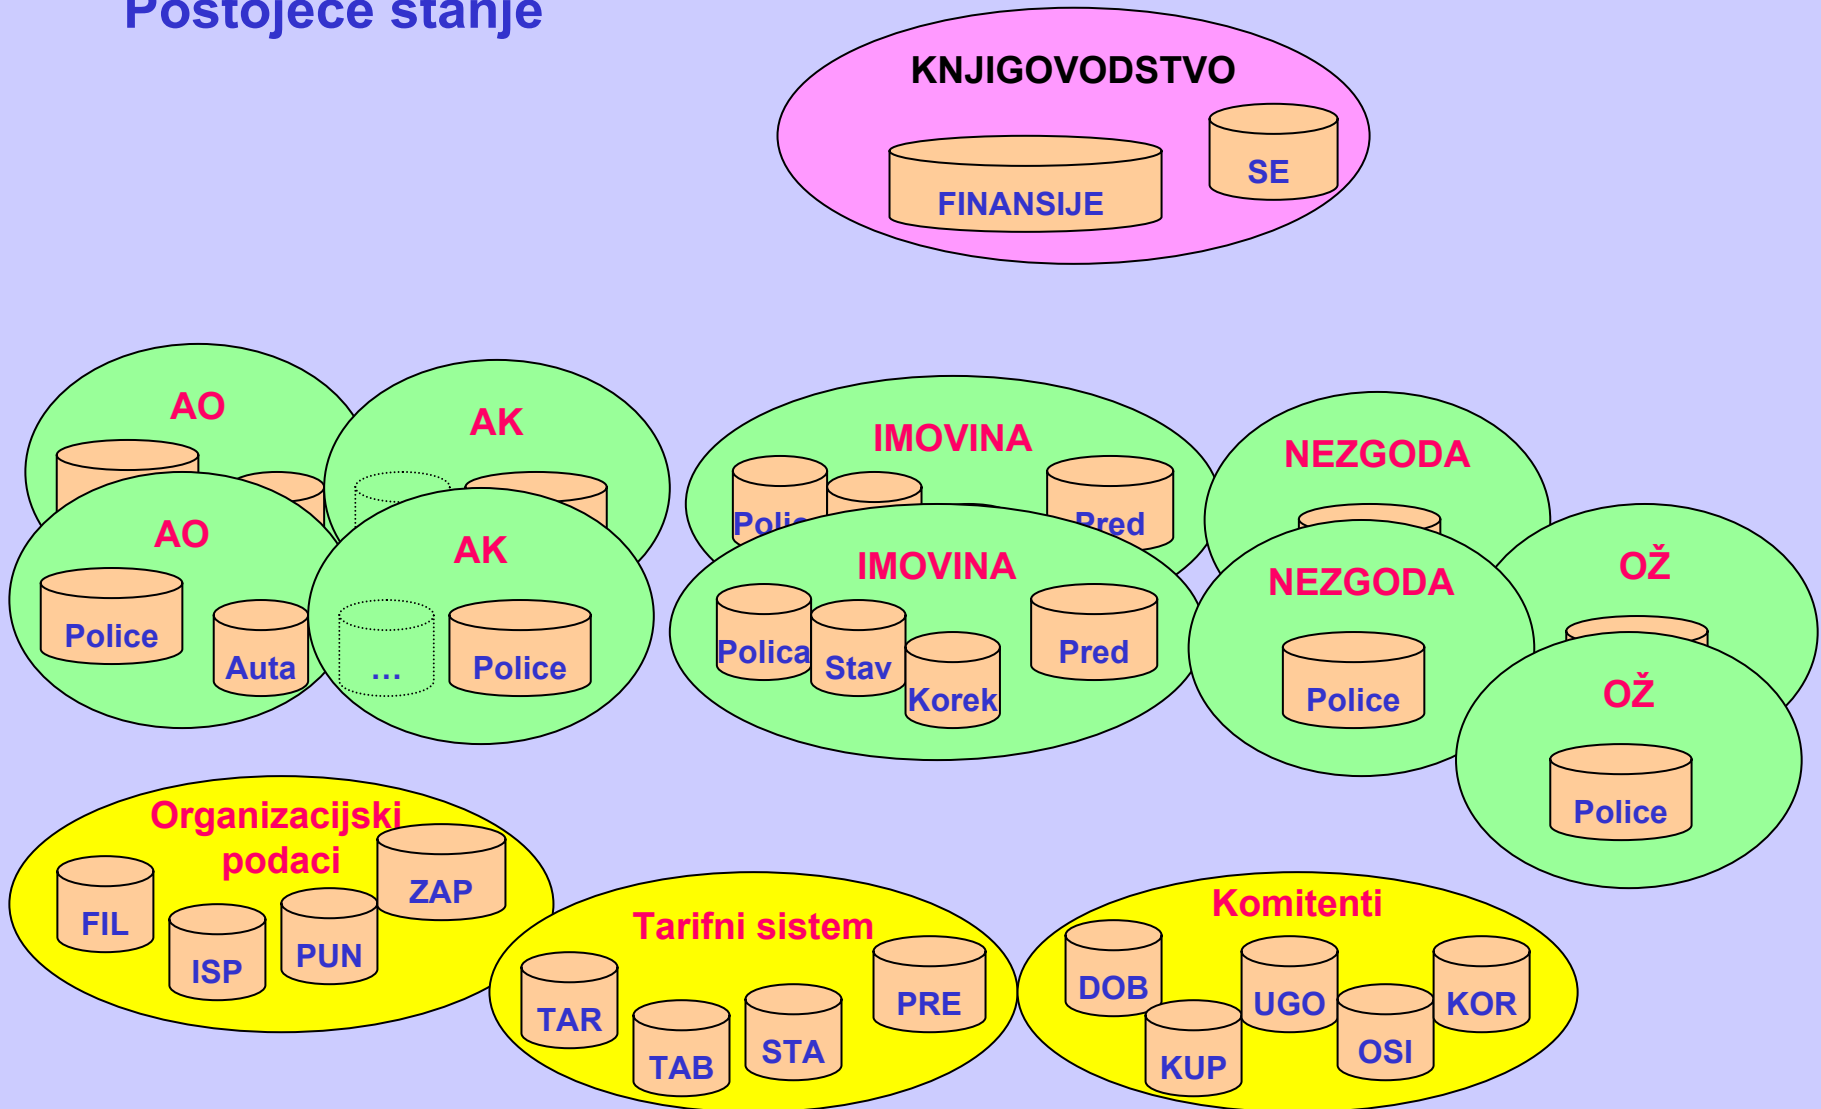 Postojeće stanje
KNJIGOVODSTVO
SE
FINANSIJE
AO
AK
IMOVINA
NEZGODA
Pred
AO
AK
IMOVINA
NEZGODA
OŽ
Police
Auta
…
Police
Polica
Stav
Korek
Pred
Police
OŽ
Police
Organizacijski
podaci
ZAP
FIL
PUN
ISP
Tarifni sistem
PRE
TAR
STA
TAB
Komitenti
DOB
UGO
KOR
OSI
KUP